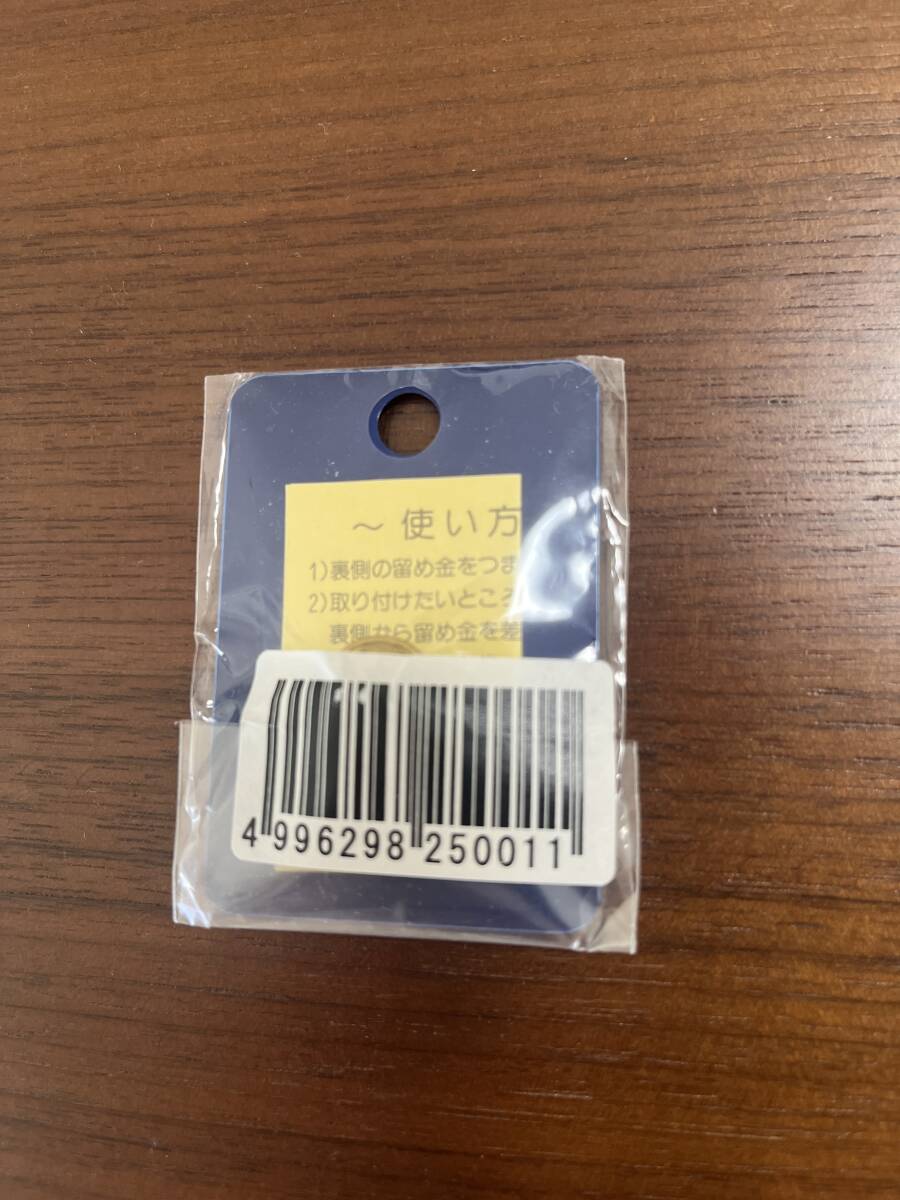 ～使い方
1)裏側の留め金をつま
2)取り付けたいところ
裏側から留め金を差
4 996298 250011